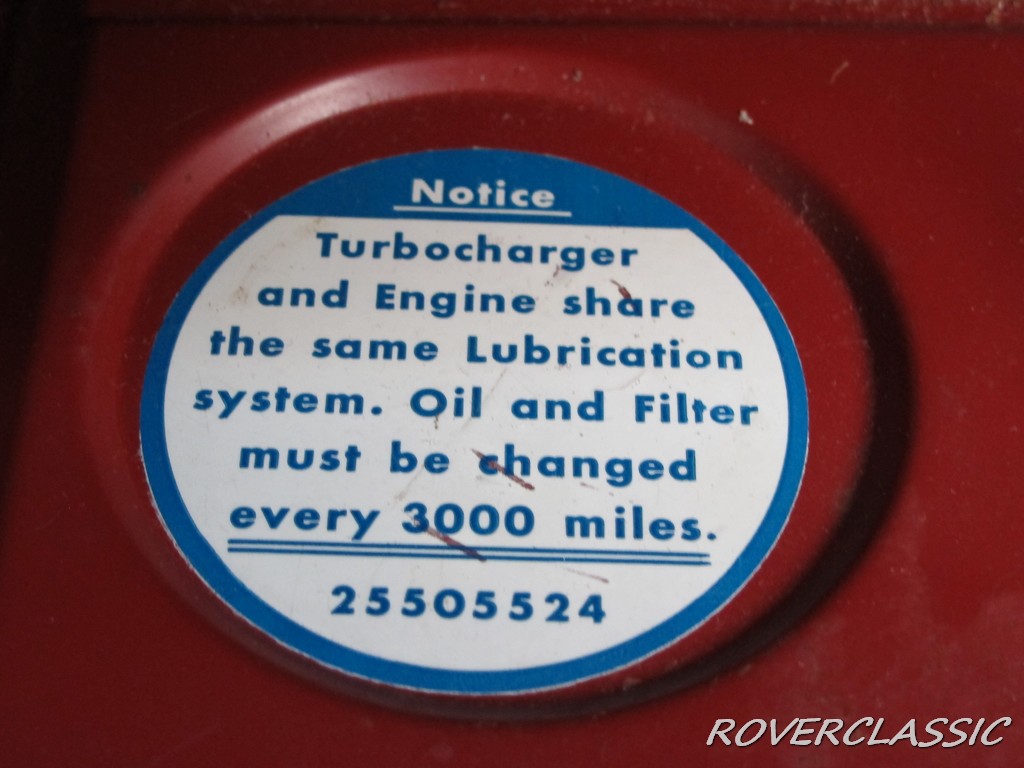 Notice
Turbocharger
and Engine share
the same Lubrication
system. Oil and Filter
must be changed
every 3000 miles.
25505524
ROVERCLASSIC